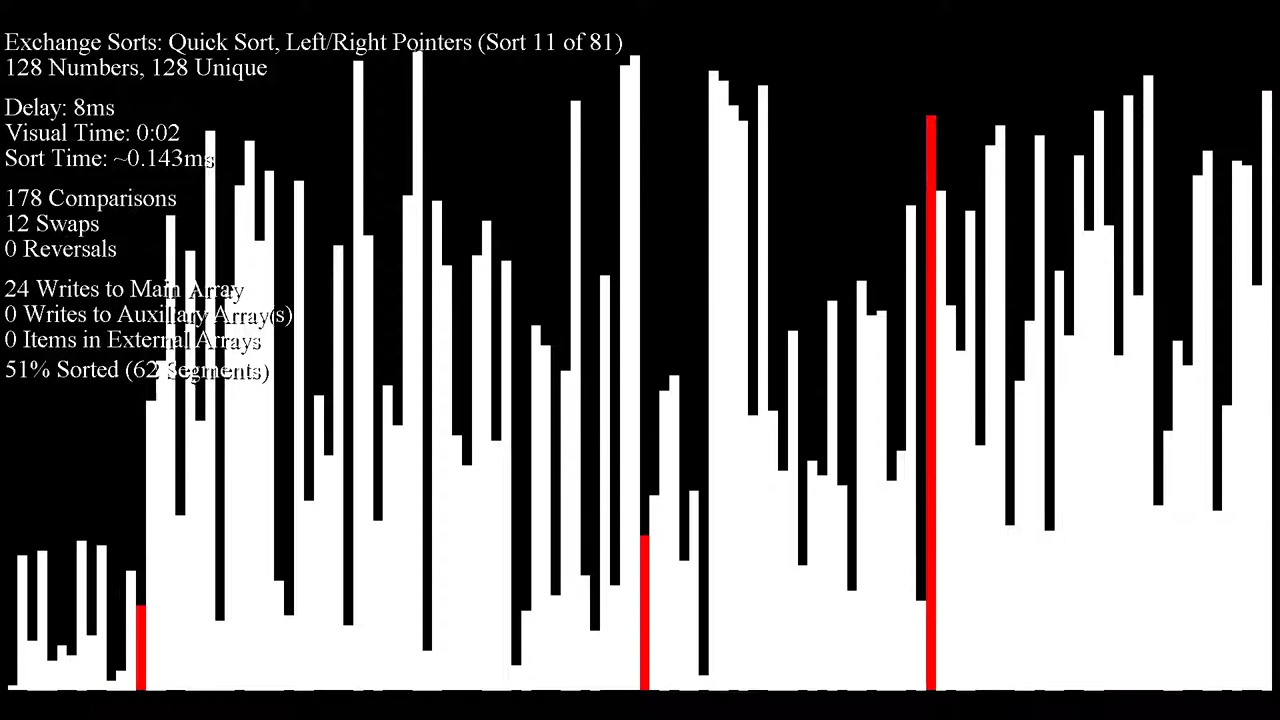 Exchange Sorts: Quick Sort, Left/Right Pointers (Sort 11 of 81)
128 Numbers, 128 Unique
Delay: 8ms
Visual Time: 0:02
Sort Time: ~0.143ms
178 Comparisons
12 Swaps
0 Reversals
24 Writes to Main Array
0 Writes to Auxillary Array(s)
0 Items in External Arrays
51% Sorted (62 Segments)